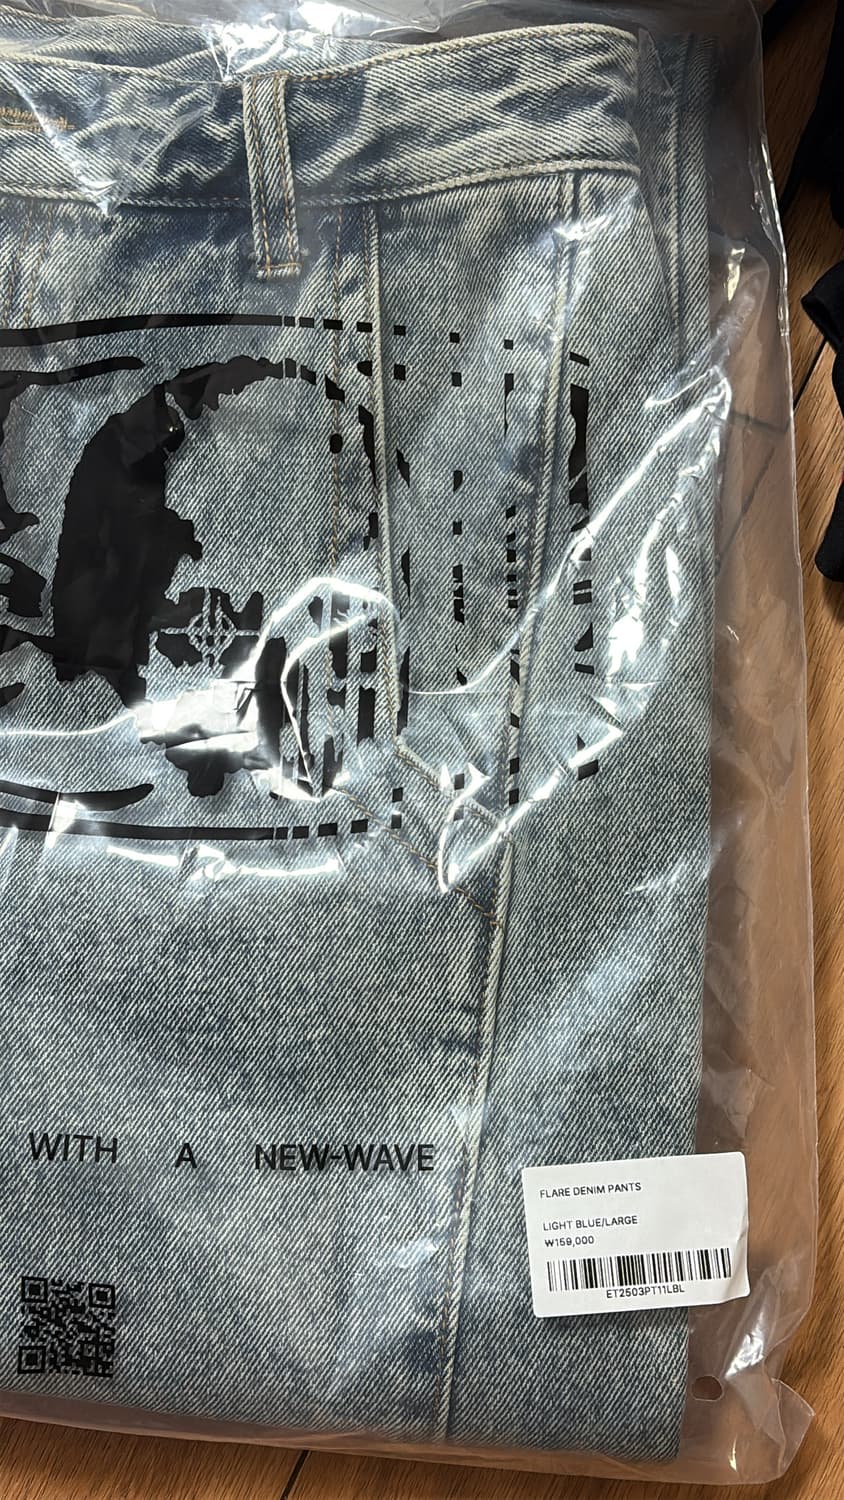 WITH A NEW-WAVE
FLARE DENIM PANTS
LIGHT BLUE/LARGE
₩159,000
ET2503PT11LBL